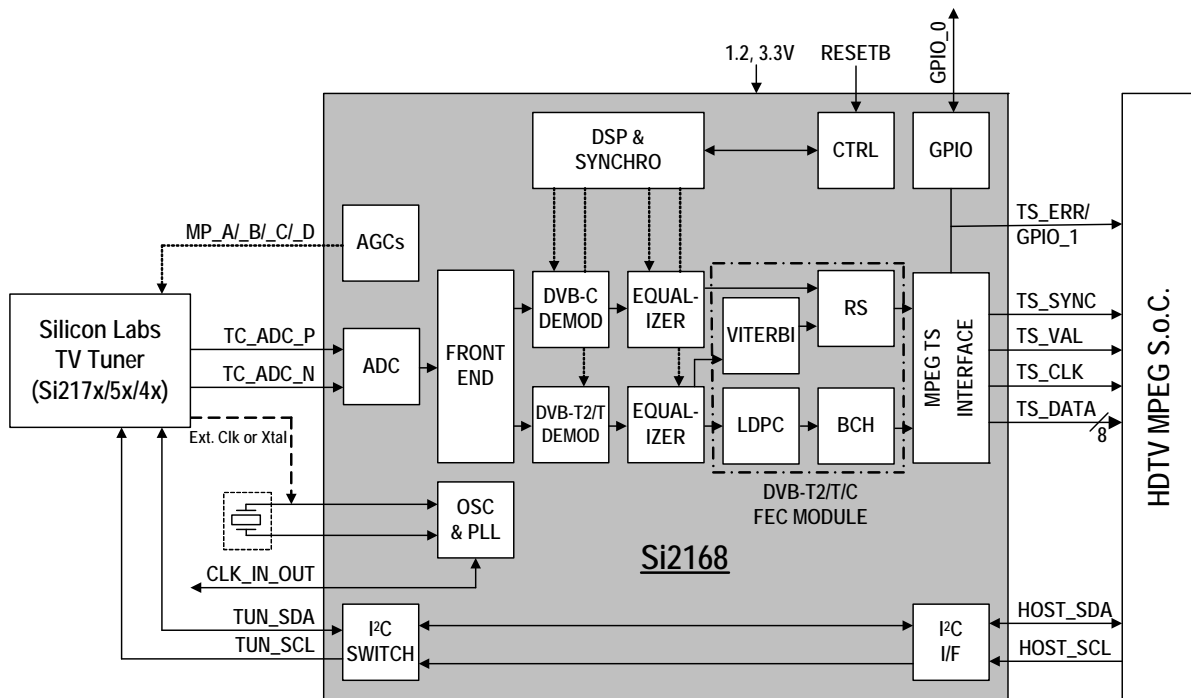 1.2, 3.3V
RESETB
GPIO_0
DSP &
SYNCHRO
CTRL
GPIO
MP_A/_B/_C/_D
AGCs
TS_ERR/
GPIO_1
Silicon Labs
TV Tuner
(Si217x/5x/4x)
TC_ADC_P
TC_ADC_N
ADC
FRONT
END
DVB-C
DEMOD
EQUAL-
IZER
VITERBI
RS
MPEG TS
INTERFACE
TS_SYNC
TS_VAL
TS_CLK
TS_DATA
8
HDTV MPEG S.o.C.
DVB-T2/T
DEMOD
EQUAL-
IZER
LDPC
BCH
Ext. Clk or Xtal
DVB-T2/T/C
FEC MODULE
OSC
& PLL
Si2168
CLK_IN_OUT
TUN_SDA
TUN_SCL
I²C
SWITCH
I²C
I/F
HOST_SDA
HOST_SCL